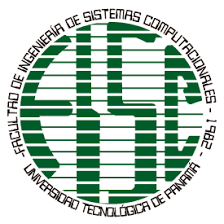 FACULTAD DE INGENIERÍA DE SISTEMAS COMPUTACIONALES - 1982
UNIVERSIDAD TECNOLÓGICA DE PANAMÁ
FISC